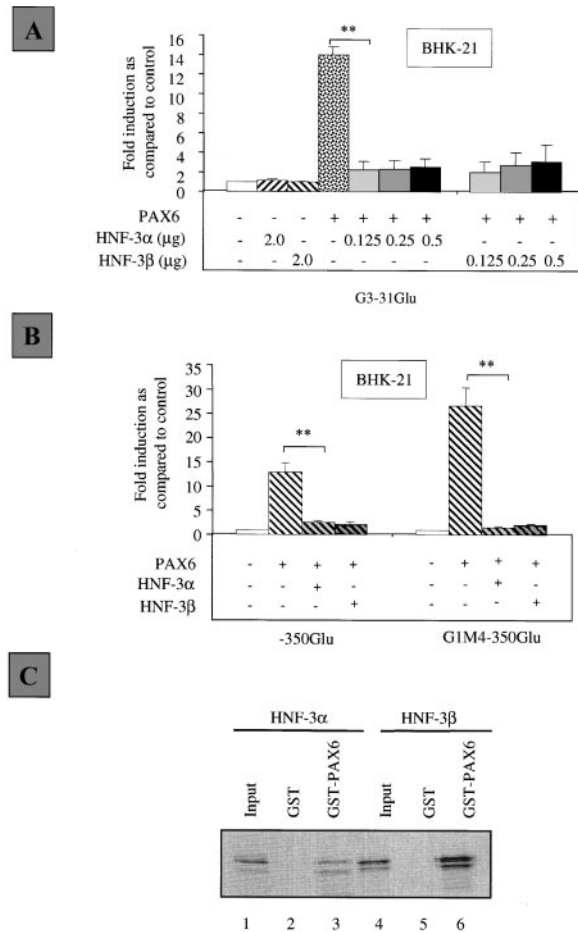 A
Fold induction as
compared to control
16
14
12
10
8
6
4
2
0
**
BHK-21
PAX6 - - - + + + + + + +
HNF-3α (μg) - 2.0 - - 0.125 0.25 0.5 - - -
HNF-3β (μg) - - 2.0 - - - - 0.125 0.25 0.5
G3-31Glu
B
Fold induction as
compared to control
35
30
25
20
15
10
5
0
**
BHK-21
**
PAX6 - + + + - + + +
HNF-3α - - + - - - + -
HNF-3β - - - + - - - +
-350Glu G1M4-350Glu
C
HNF-3α HNF-3β
Input GST GST-PAX6 Input GST GST-PAX6
1 2 3 4 5 6